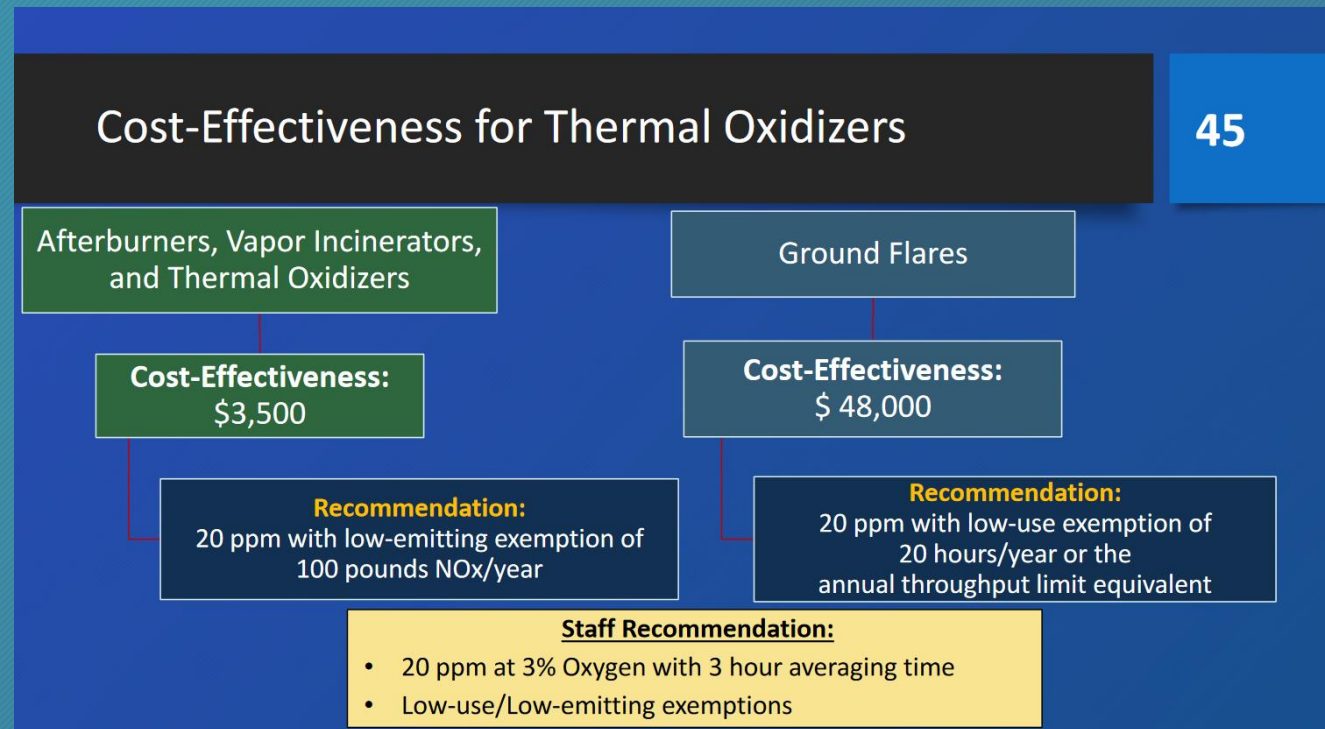 Cost-Effectiveness for Thermal Oxidizers
45
Afterburners, Vapor Incinerators,
and Thermal Oxidizers
Cost-Effectiveness:
$3,500
Recommendation:
20 ppm with low-emitting exemption of
100 pounds NOx/year
Ground Flares
Cost-Effectiveness:
$ 48,000
Recommendation:
20 ppm with low-use exemption of
20 hours/year or the
annual throughput limit equivalent
Staff Recommendation:
• 20 ppm at 3% Oxygen with 3 hour averaging time
• Low-use/Low-emitting exemptions